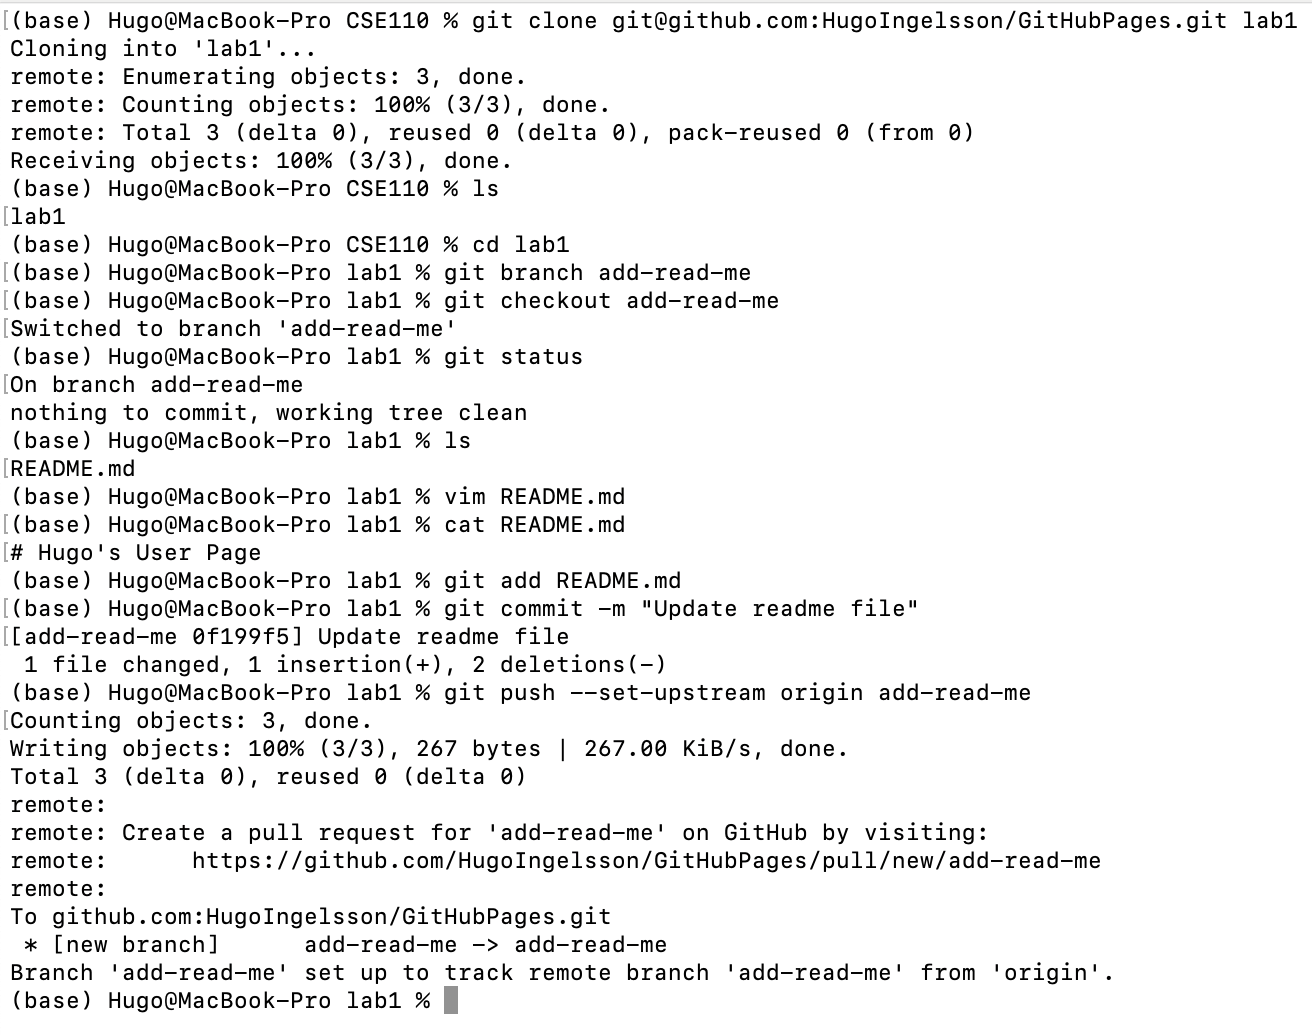 (base) Hugo@MacBook-Pro CSE110 % git clone git@github.com:HugoIngelsson/GitHubPages.git lab1
Cloning into 'lab1'...
remote: Enumerating objects: 3, done.
remote: Counting objects: 100% (3/3), done.
remote: Total 3 (delta 0), reused 0 (delta 0), pack-reused 0 (from 0)
Receiving objects: 100% (3/3), done.
(base) Hugo@MacBook-Pro CSE110 % ls
lab1
(base) Hugo@MacBook-Pro CSE110 % cd lab1
(base) Hugo@MacBook-Pro lab1 % git branch add-read-me
(base) Hugo@MacBook-Pro lab1 % git checkout add-read-me
Switched to branch 'add-read-me'
(base) Hugo@MacBook-Pro lab1 % git status
On branch add-read-me
nothing to commit, working tree clean
(base) Hugo@MacBook-Pro lab1 % ls
README.md
(base) Hugo@MacBook-Pro lab1 % vim README.md
(base) Hugo@MacBook-Pro lab1 % cat README.md
# Hugo's User Page
(base) Hugo@MacBook-Pro lab1 % git add README.md
(base) Hugo@MacBook-Pro lab1 % git commit -m "Update readme file"
[add-read-me 0f199f5] Update readme file
 1 file changed, 1 insertion(+), 2 deletions(-)
(base) Hugo@MacBook-Pro lab1 % git push --set-upstream origin add-read-me
Counting objects: 3, done.
Writing objects: 100% (3/3), 267 bytes | 267.00 KiB/s, done.
Total 3 (delta 0), reused 0 (delta 0)
remote:
remote: Create a pull request for 'add-read-me' on GitHub by visiting:
remote:      https://github.com/HugoIngelsson/GitHubPages/pull/new/add-read-me
remote:
To github.com:HugoIngelsson/GitHubPages.git
 * [new branch]      add-read-me -> add-read-me
Branch 'add-read-me' set up to track remote branch 'add-read-me' from 'origin'.
(base) Hugo@MacBook-Pro lab1 %